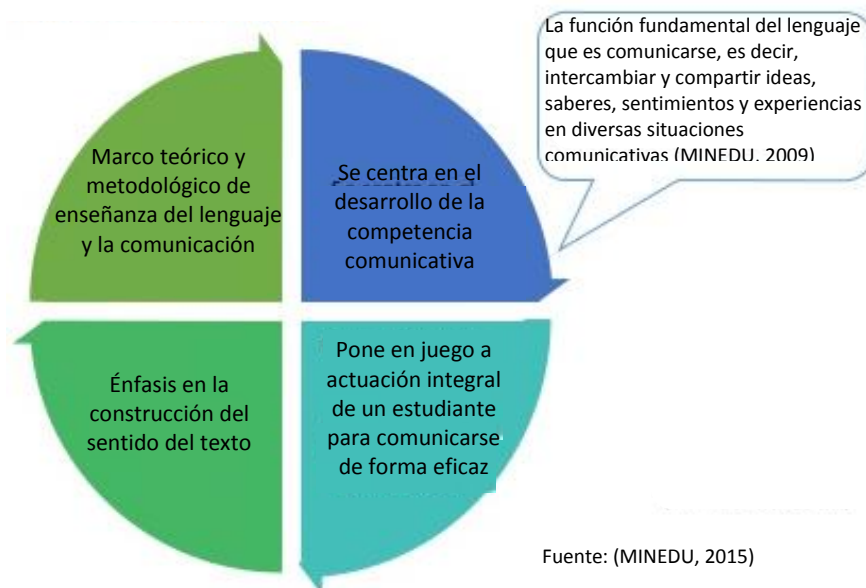 La función fundamental del lenguaje
que es comunicarse, es decir,
intercambiar y compartir ideas,
saberes, sentimientos y experiencias
en diversas situaciones
comunicativas (MINEDU, 2009)
Marco teórico y
metodológico de
enseñanza del lenguaje
y la comunicación
Se centra en el
desarrollo de la
competencia
comunicativa
Énfasis en la
construcción del
sentido del texto
Pone en juego a
actuación integral
de un estudiante
para comunicarse
de forma eficaz
Fuente: (MINEDU, 2015)